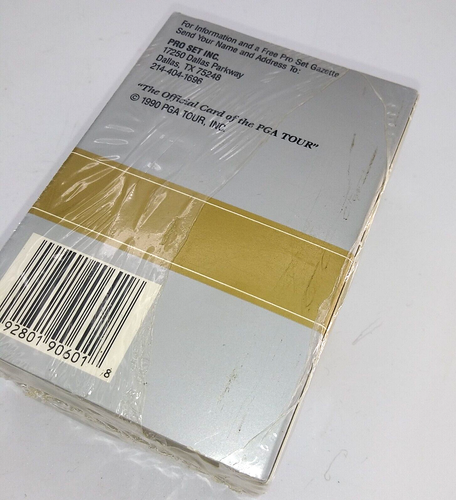 For Information and a Free Pro Set Gazette
Send Your Name and Address To:
PRO SET INC.
17250 Dallas Parkway
Dallas, TX 75248
214-404-1696
"The Official Card of the PGA TOUR"
© 1990 PGA TOUR, INC.
92801 90601 8